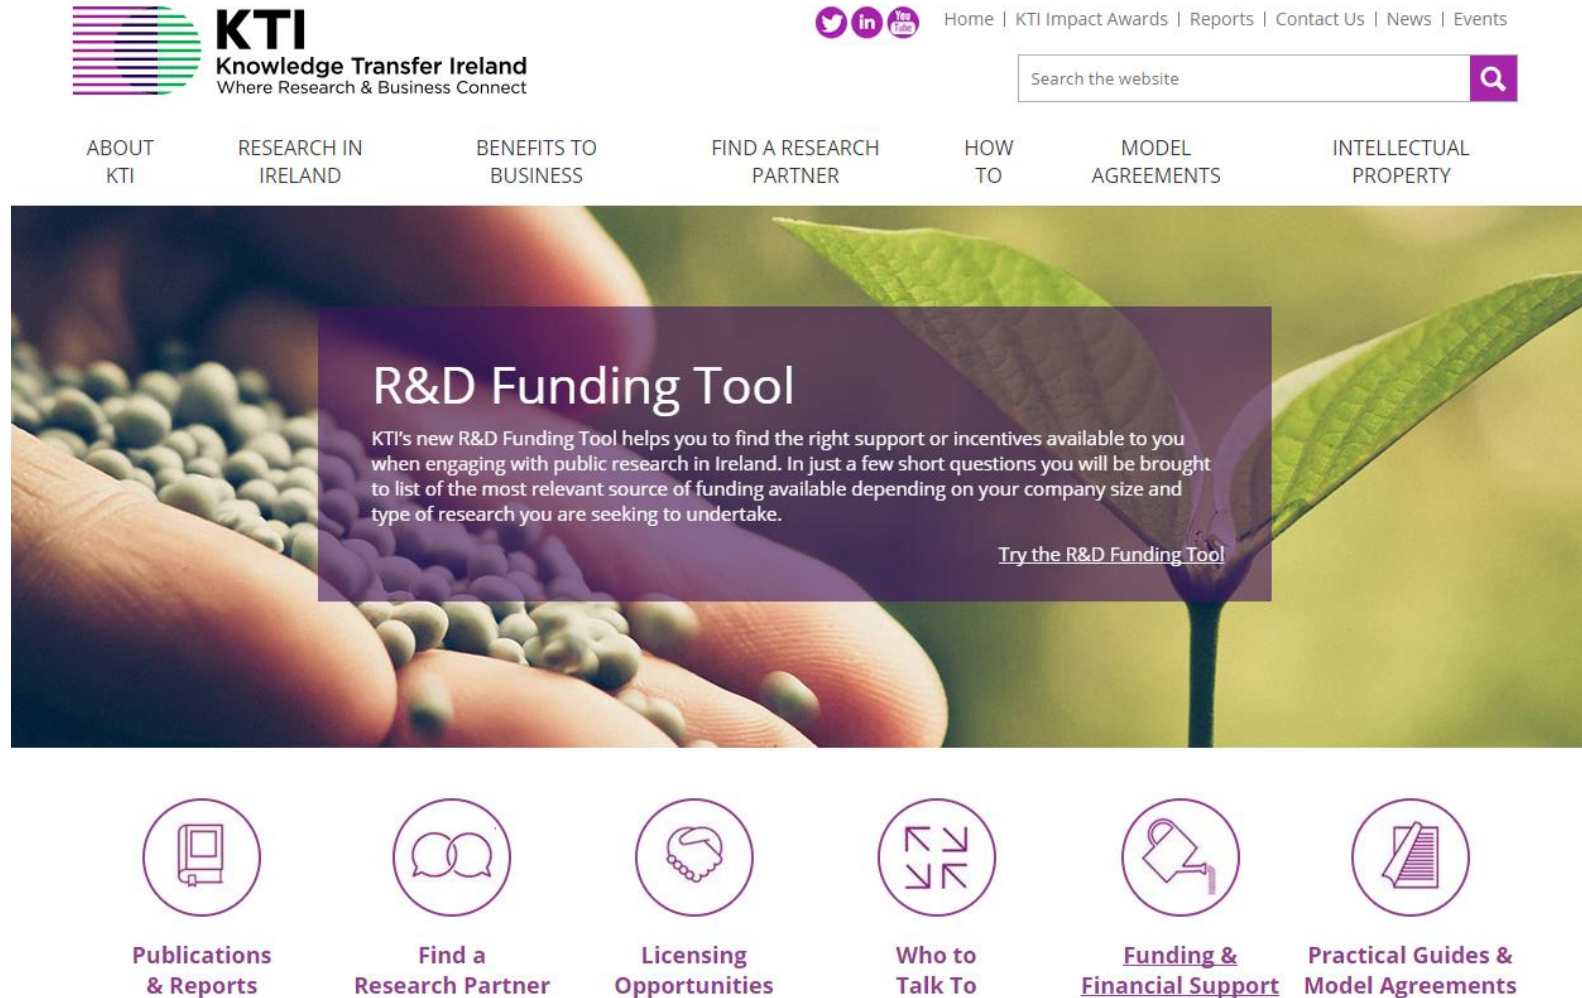 KTI
Knowledge Transfer Ireland
Where Research & Business Connect
You
Tube
Home | KTI Impact Awards | Reports | Contact Us | News | Events
Search the website
ABOUT
KTI
RESEARCH IN
IRELAND
BENEFITS TO
BUSINESS
FIND A RESEARCH
PARTNER
HOW
TO
MODEL
AGREEMENTS
INTELLECTUAL
PROPERTY
R&D Funding Tool
KTI's new R&D Funding Tool helps you to find the right support or incentives available to you
when engaging with public research in Ireland. In just a few short questions you will be brought
to list of the most relevant source of funding available depending on your company size and
type of research you are seeking to undertake.
Try the R&D Funding Tool
Publications
& Reports
Find a
Research Partner
Licensing
Opportunities
Who to
Talk To
Funding &
Financial Support
Practical Guides &
Model Agreements